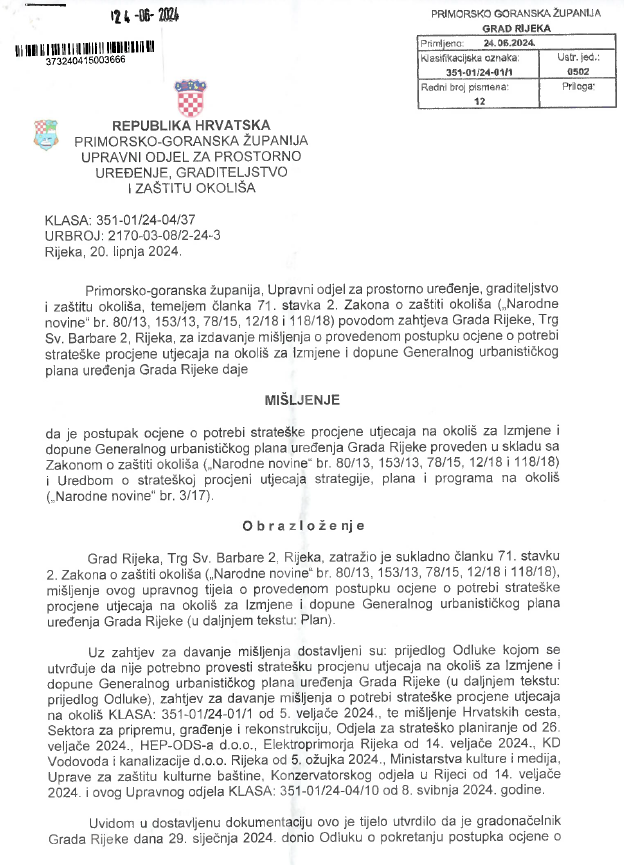 24 -06- 2024
373240415003666
PRIMORSKO GORANSKA ŽUPANIJA
GRAD RIJEKA
Primljeno: 24.06.2024.
Klasifikacijska oznaka: Ustr. jed.:
351-01/24-01/1 0502
Redni broj pismena: Priloga:
12
REPUBLIKA HRVATSKA
PRIMORSKO-GORANSKA ŽUPANIJA
UPRAVNI ODJEL ZA PROSTORNO
UREĐENJE, GRADITELJSTVO
I ZAŠTITU OKOLIŠA
KLASA: 351-01/24-04/37
URBROJ: 2170-03-08/2-24-3
Rijeka, 20. lipnja 2024.
Primorsko-goranska županija, Upravni odjel za prostorno uređenje, graditeljstvo
i zaštitu okoliša, temeljem članka 71. stavka 2. Zakona o zaštiti okoliša („Narodne
novine“ br. 80/13, 153/13, 78/15, 12/18 i 118/18) povodom zahtjeva Grada Rijeke, Trg
Sv. Barbare 2, Rijeka, za izdavanje mišljenja o provedenom postupku ocjene o potrebi
strateške procjene utjecaja na okoliš za Izmjene i dopune Generalnog urbanističkog
plana uređenja Grada Rijeke daje
MIŠLJENJE
da je postupak ocjene o potrebi strateške procjene utjecaja na okoliš za Izmjene i
dopune Generalnog urbanističkog plana uređenja Grada Rijeke proveden u skladu sa
Zakonom o zaštiti okoliša („Narodne novine“ br. 80/13, 153/13, 78/15, 12/18 i 118/18)
i Uredbom o strateškoj procjeni utjecaja strategije, plana i programa na okoliš
(„Narodne novine“ br. 3/17).
O b r a z l o ž e nj e
Grad Rijeka, Trg Sv. Barbare 2, Rijeka, zatražio je sukladno članku 71. stavku
2. Zakona o zaštiti okoliša („Narodne novine“ br. 80/13, 153/13, 78/15, 12/18 i 118/18),
mišljenje ovog upravnog tijela o provedenom postupku ocjene o potrebi strateške
procjene utjecaja na okoliš za Izmjene i dopune Generalnog urbanističkog plana
uređenja Grada Rijeke (u daljnjem tekstu: Plan).
Uz zahtjev za davanje mišljenja dostavljeni su: prijedlog Odluke kojom se
utvrđuje da nije potrebno provesti stratešku procjenu utjecaja na okoliš za Izmjene i
dopune Generalnog urbanističkog plana uređenja Grada Rijeke (u daljnjem tekstu:
prijedlog Odluke), zahtjev za davanje mišljenja o potrebi strateške procjene utjecaja
na okoliš KLASA: 351-01/24-01/1 od 5. veljače 2024., te mišljenje Hrvatskih cesta,
Sektora za pripremu, građenje i rekonstrukciju, Odjela za strateško planiranje od 26.
veljače 2024., HEP-ODS-a d.o.o., Elektroprimorja Rijeka od 14. veljače 2024., KD
Vodovoda i kanalizacije d.o.o. Rijeka od 5. ožujka 2024., Ministarstva kulture i medija,
Uprave za zaštitu kulturne baštine, Konzervatorskog odjela u Rijeci od 14. veljače
2024. i ovog Upravnog odjela KLASA: 351-01/24-04/10 od 8. svibnja 2024. godine.
Uvidom u dostavljenu dokumentaciju ovo je tijelo utvrdilo da je gradonačelnik
Grada Rijeke dana 29. siječnja 2024. donio Odluku o pokretanju postupka ocjene o